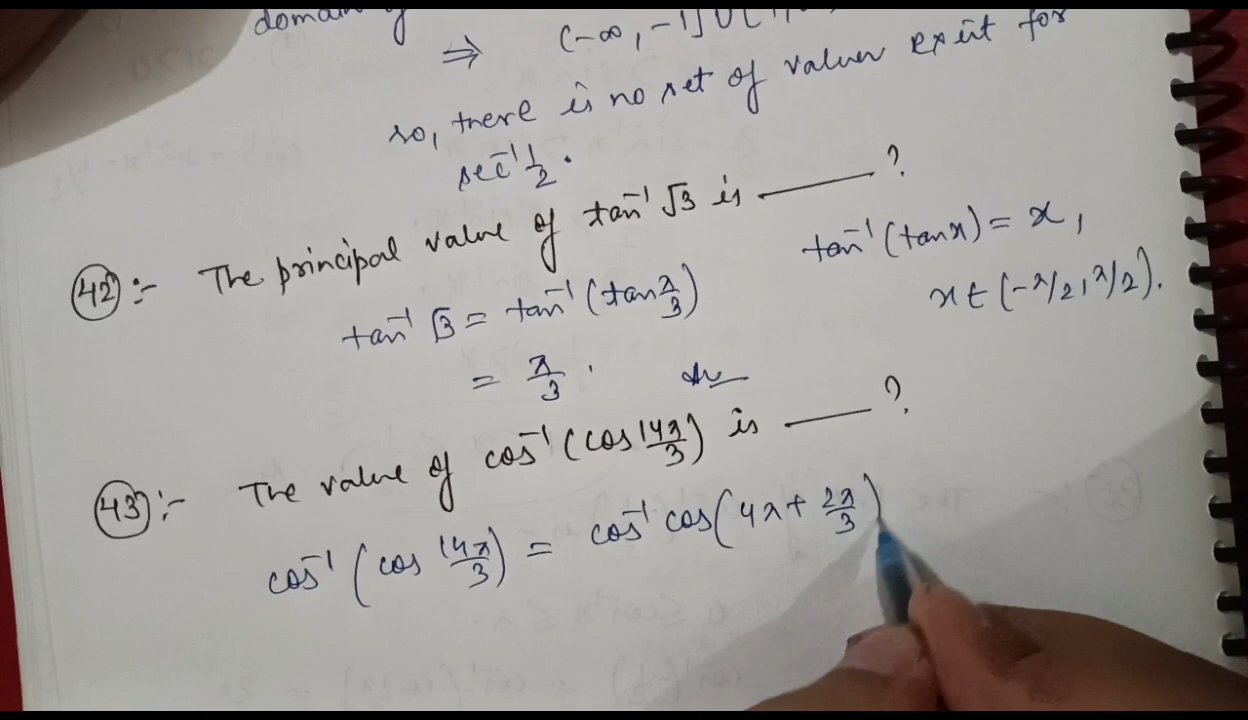 domain of
⇒ (-∞, -1] ∪ [
so, there is no set of values exist for
sec⁻¹ 1/2.
42 :- The principal value of tan⁻¹ √3 is ——— ?
tan⁻¹ √3 = tan⁻¹ (tan π/3)
= π/3 .
tan⁻¹ (tan x) = x,
x ∈ (-π/2, π/2).
43 :- The value of cos⁻¹ (cos 14π/3) is ——— ?
cos⁻¹ (cos 14π/3) = cos⁻¹ cos(4π + 2π/3)